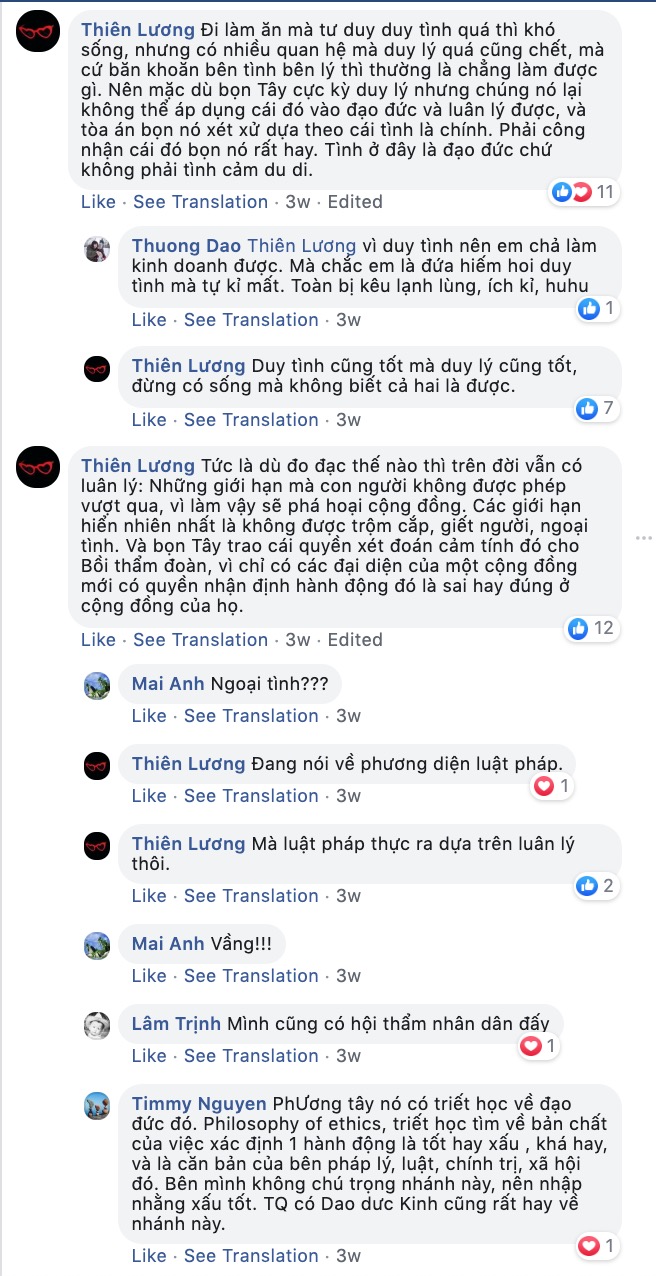 Thiên Lương Đi làm ăn mà tư duy duy tình quá thì khó
sống, nhưng có nhiều quan hệ mà duy lý quá cũng chết, mà
cứ băn khoăn bên tình bên lý thì thường là chẳng làm được
gì. Nên mặc dù bọn Tây cực kỳ duy lý nhưng chúng nó lại
không thể áp dụng cái đó vào đạo đức và luân lý được, và
tòa án bọn nó xét xử dựa theo cái tình là chính. Phải công
nhận cái đó bọn nó rất hay. Tình ở đây là đạo đức chứ
không phải tình cảm du di.
11
Like · See Translation · 3w · Edited
Thuong Dao Thiên Lương vì duy tình nên em chả làm
kinh doanh được. Mà chắc em là đứa hiếm hoi duy
tình mà tự kỉ mất. Toàn bị kêu lạnh lùng, ích kỉ, huhu
1
Like · See Translation · 3w
Thiên Lương Duy tình cũng tốt mà duy lý cũng tốt,
đừng có sống mà không biết cả hai là được.
7
Like · See Translation · 3w
Thiên Lương Tức là dù đo đạc thế nào thì trên đời vẫn có
luân lý: Những giới hạn mà con người không được phép
vượt qua, vì làm vậy sẽ phá hoại cộng đồng. Các giới hạn
hiển nhiên nhất là không được trộm cắp, giết người, ngoại
tình. Và bọn Tây trao cái quyền xét đoán cảm tính đó cho
Bồi thẩm đoàn, vì chỉ có các đại diện của một cộng đồng
mới có quyền nhận định hành động đó là sai hay đúng ở
cộng đồng của họ.
12
Like · See Translation · 3w · Edited
Mai Anh Ngoại tình???
Like · See Translation · 3w
Thiên Lương Đang nói về phương diện luật pháp.
1
Like · See Translation · 3w
Thiên Lương Mà luật pháp thực ra dựa trên luân lý
thôi.
2
Like · See Translation · 3w
Mai Anh Vầng!!!
Like · See Translation · 3w
Lâm Trịnh Mình cũng có hội thẩm nhân dân đấy
1
Like · See Translation · 3w
Timmy Nguyen PhƯơng tây nó có triết học về đạo
đức đó. Philosophy of ethics, triết học tìm về bản chất
của việc xác định 1 hành động là tốt hay xấu , khá hay,
và là căn bản của bên pháp lý, luật, chính trị, xã hội
đó. Bên mình không chú trọng nhánh này, nên nhập
nhằng xấu tốt. TQ có Dao dưc Kinh cũng rất hay về
nhánh này.
1
Like · See Translation · 3w